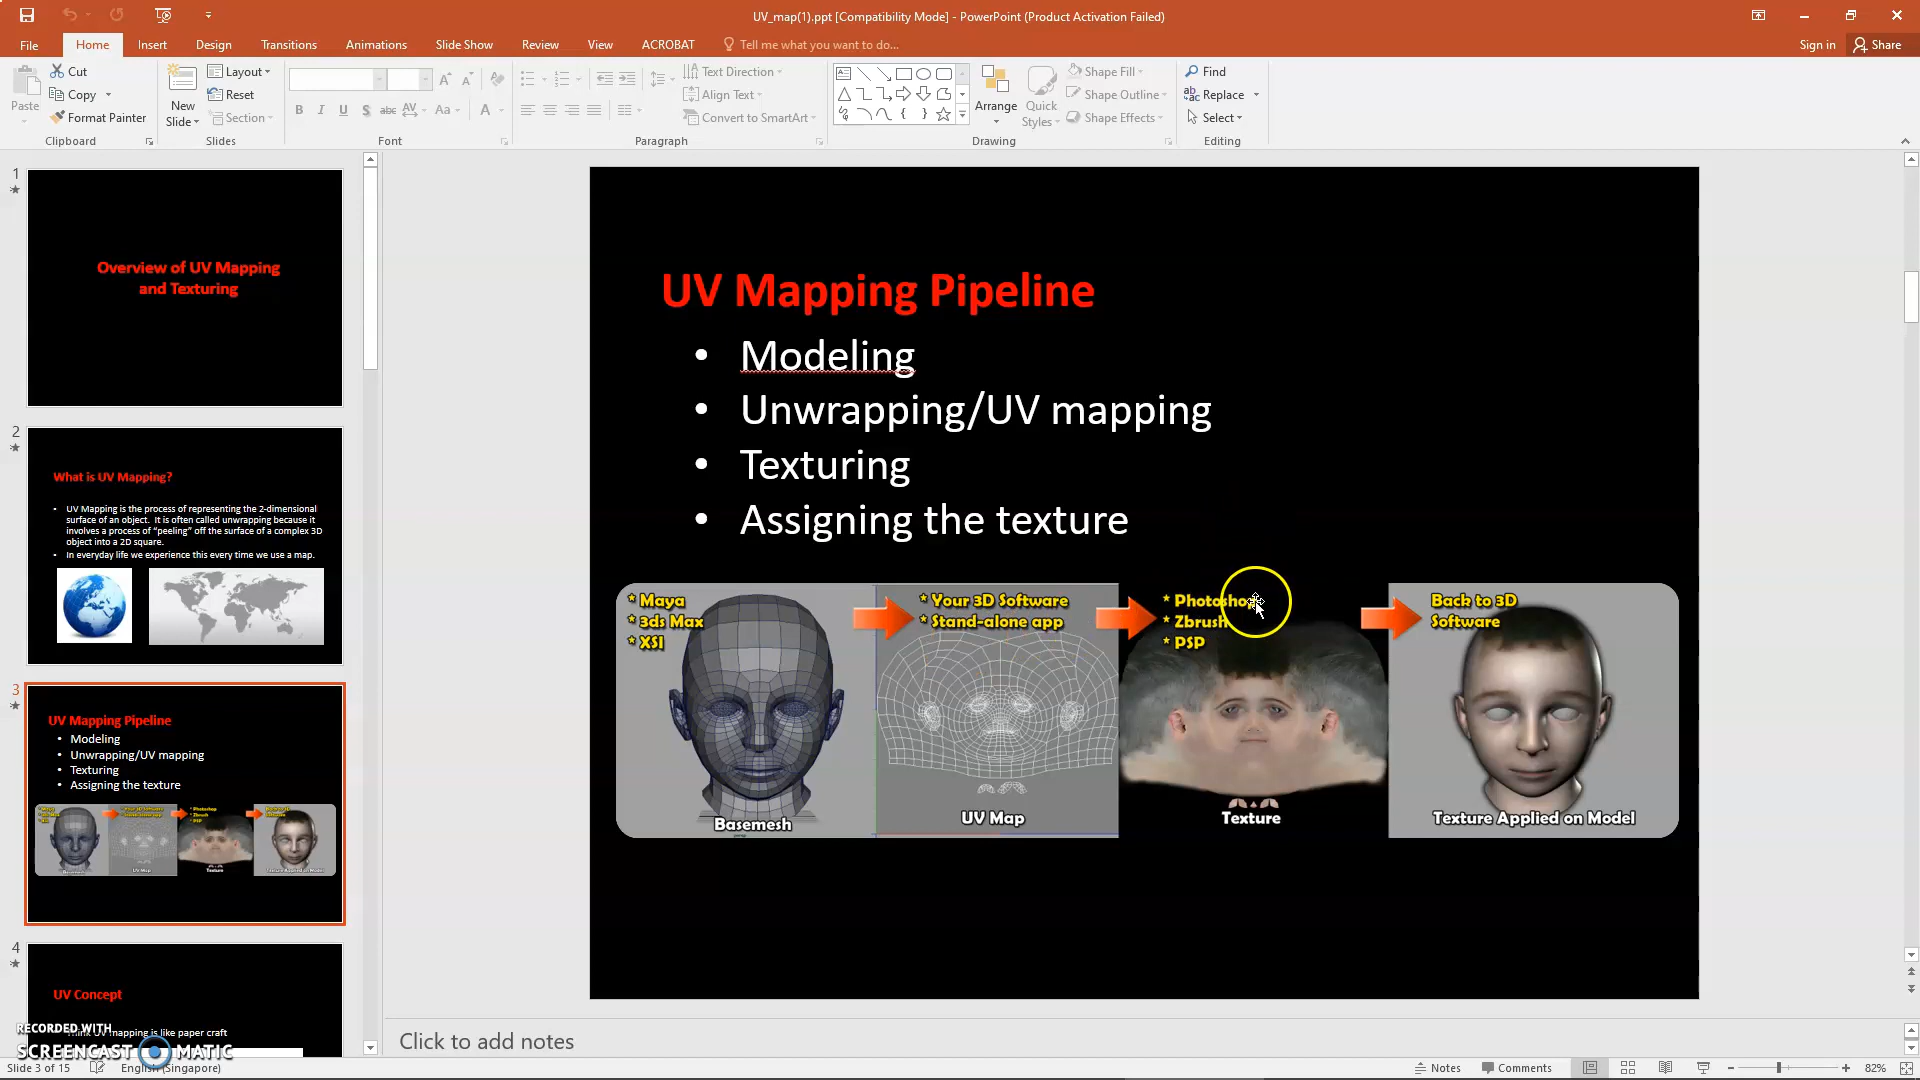 UV_map(1).ppt [Compatibility Mode] - PowerPoint (Product Activation Failed)
File Home Insert Design Transitions Animations Slide Show Review View ACROBAT Tell me what you want to do... Sign in Share
Paste
Cut
Copy
Format Painter
Clipboard
New
Slide
Layout
Reset
Section
Slides
Font
Text Direction
Align Text
Convert to SmartArt
Paragraph
Arrange
Quick
Styles
Shape Fill
Shape Outline
Shape Effects
Drawing
Find
Replace
Select
Editing
1
Overview of UV Mapping
and Texturing
2
What is UV Mapping?
• UV Mapping is the process of representing the 2-dimensional
surface of an object. It is often called unwrapping because it
involves a process of “peeling” off the surface of a complex 3D
object into a 2D square.
• In everyday life we experience this every time we use a map.
3
UV Mapping Pipeline
• Modeling
• Unwrapping/UV mapping
• Texturing
• Assigning the texture
4
UV Concept
UV mapping is like paper craft
RECORDED WITH
SCREENCAST MATIC
UV Mapping Pipeline
• Modeling
• Unwrapping/UV mapping
• Texturing
• Assigning the texture
* Maya
* 3ds Max
* XSI
Basemesh
* Your 3D Software
* Stand-alone app
UV Map
* Photoshop
* Zbrush
* PSP
Texture
Back to 3D
Software
Texture Applied on Model
Click to add notes
Slide 3 of 15 English (Singapore) Notes Comments 82%